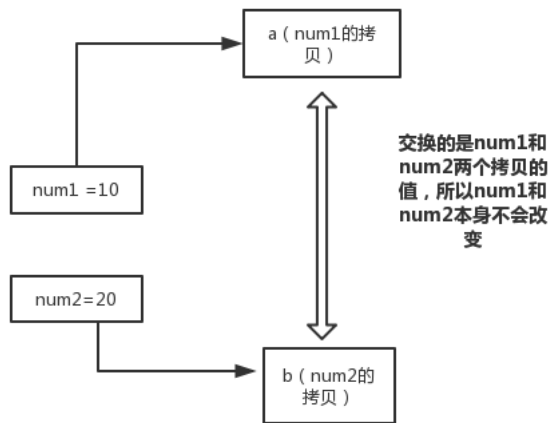 a（num1的拷
贝）
num1 =10
交换的是num1和
num2两个拷贝的
值，所以num1和
num2本身不会改
变
num2=20
b（num2的
拷贝）